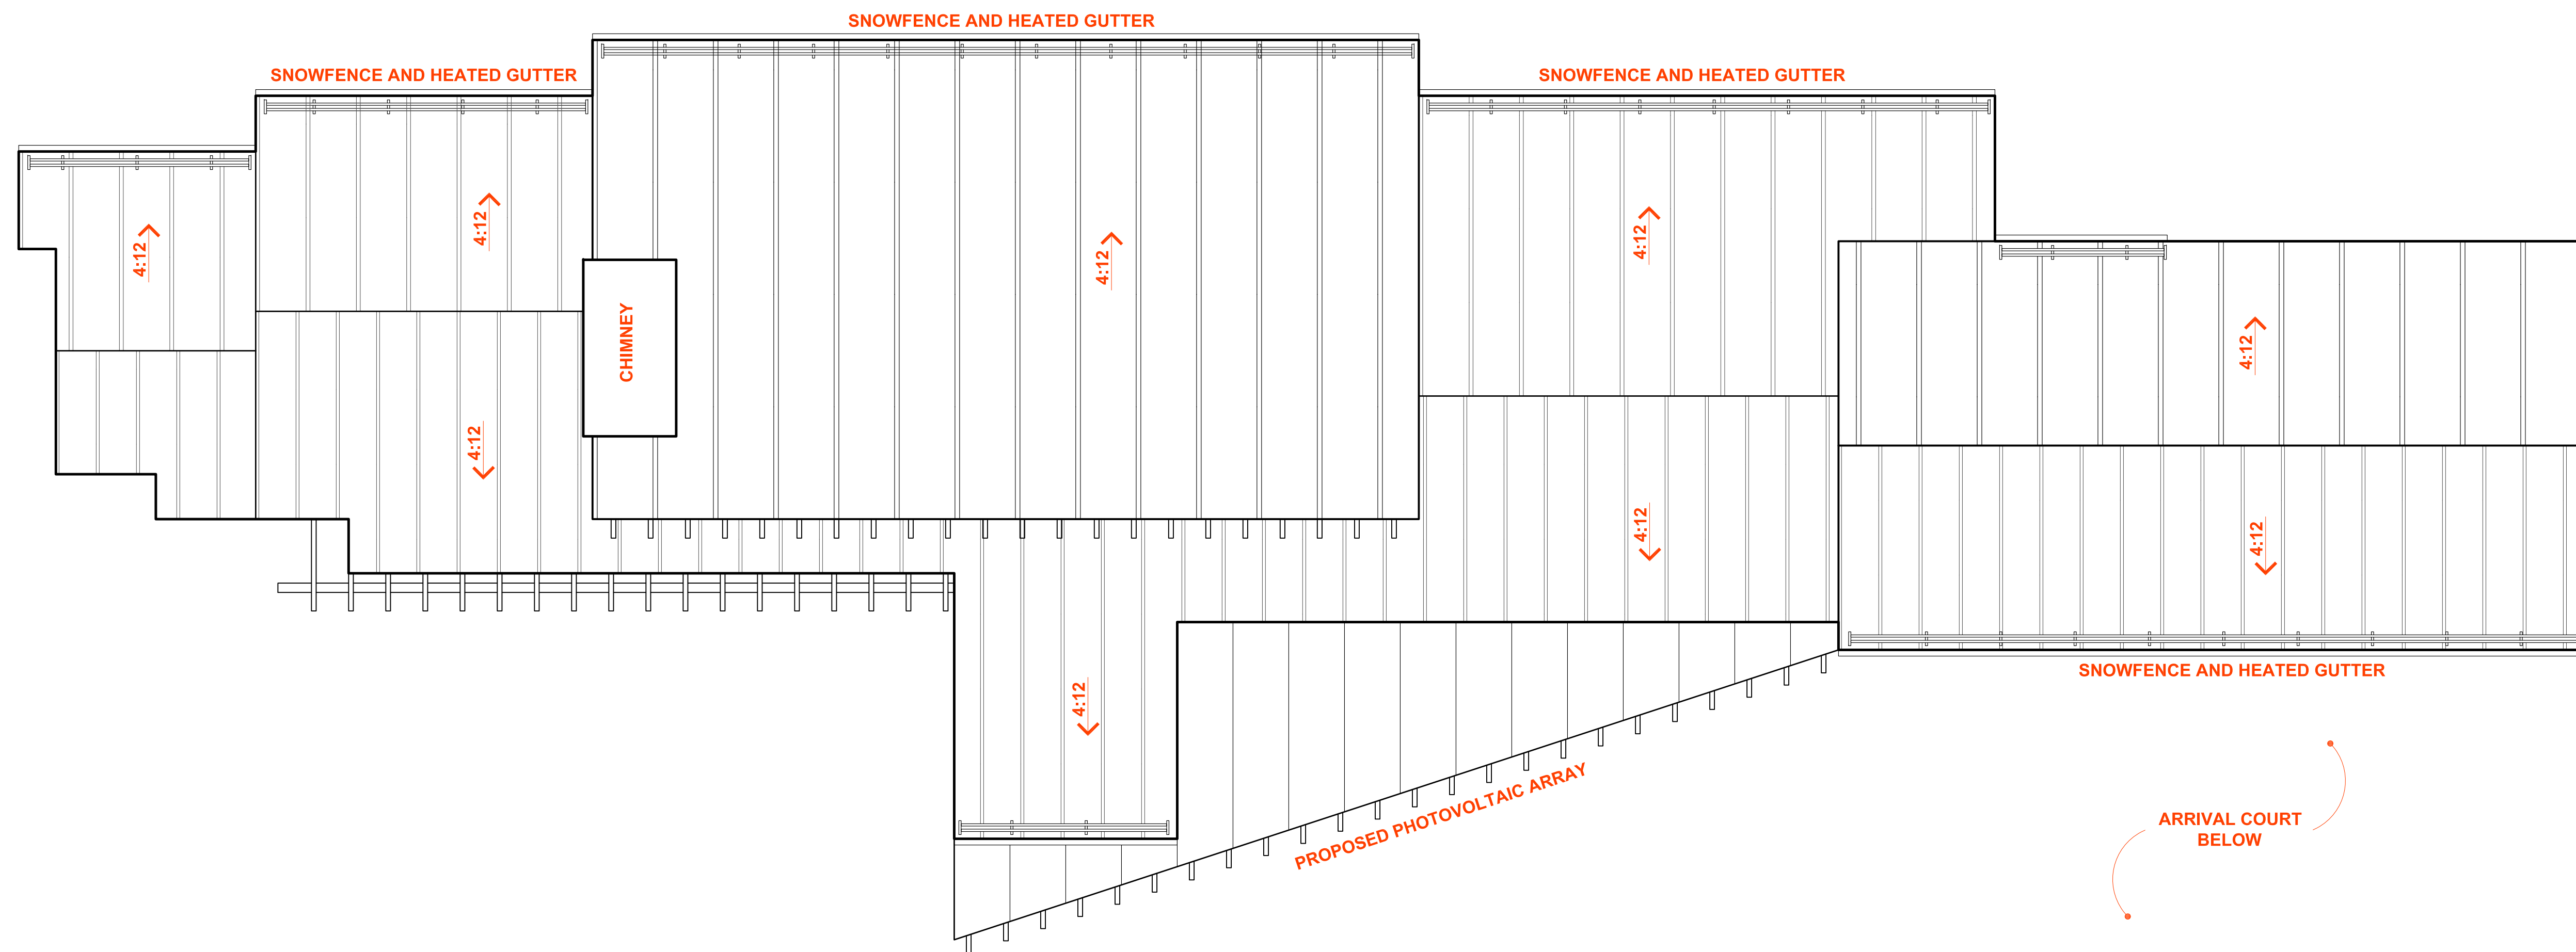 SNOWFENCE AND HEATED GUTTER
SNOWFENCE AND HEATED GUTTER
SNOWFENCE AND HEATED GUTTER
4:12
4:12
4:12
4:12
4:12
CHIMNEY
4:12
4:12
4:12
4:12
SNOWFENCE AND HEATED GUTTER
PROPOSED PHOTOVOLTAIC ARRAY
ARRIVAL COURT
BELOW